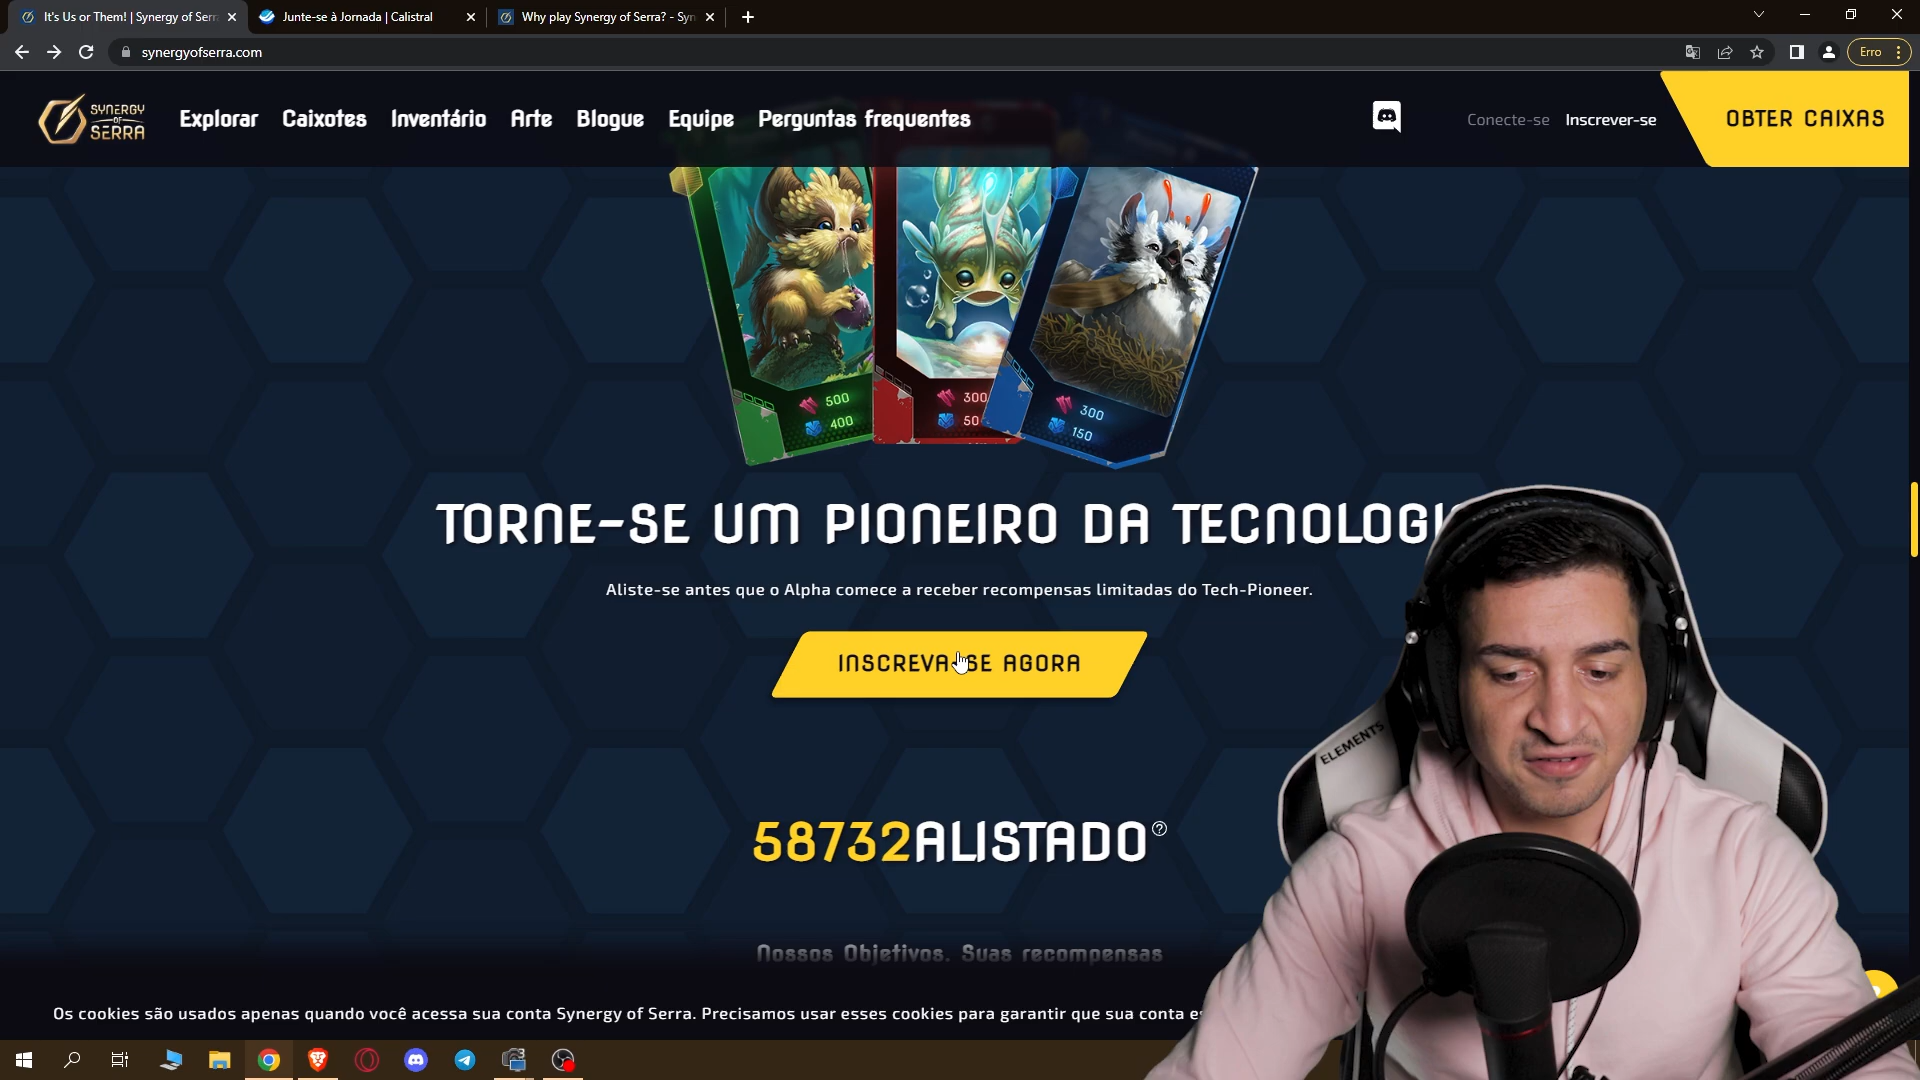 It's Us or Them! | Synergy of Serr
Junte-se à Jornada | Calistral
Why play Synergy of Serra? - Syn
synergyofserra.com
Erro
SYNERGY OF SERRA
Explorar
Caixotes
Inventário
Arte
Blogue
Equipe
Perguntas frequentes
Conecte-se
Inscrever-se
OBTER CAIXAS
500
400
300
50
300
150
TORNE-SE UM PIONEIRO DA TECNOLOGI
Aliste-se antes que o Alpha comece a receber recompensas limitadas do Tech-Pioneer.
INSCREVA-SE AGORA
58732ALISTADO
Nossos Objetivos. Suas recompensas
Os cookies são usados apenas quando você acessa sua conta Synergy of Serra. Precisamos usar esses cookies para garantir que sua conta
ELEMENTS